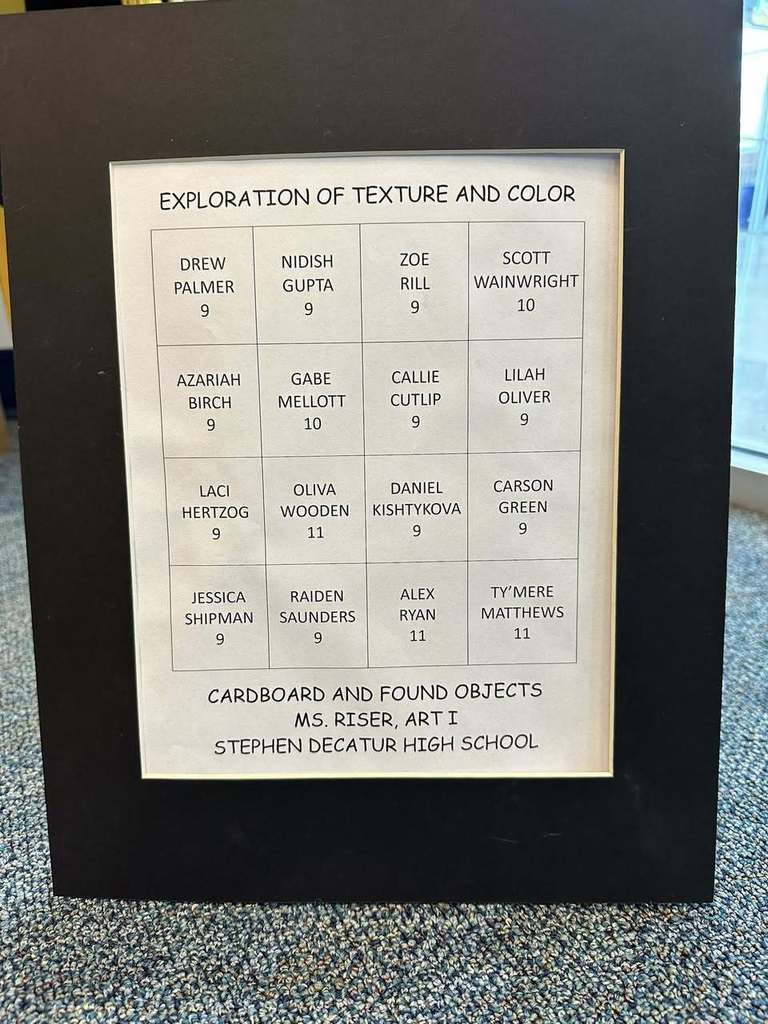 EXPLORATION OF TEXTURE AND COLOR
DREW
PALMER
9
NIDISH
GUPTA
9
ZOE
RILL
9
SCOTT
WAINWRIGHT
10
AZARIAH
BIRCH
9
GABE
MELLOTT
10
CALLIE
CUTLIP
9
LILAH
OLIVER
9
LACI
HERTZOG
9
OLIVA
WOODEN
11
DANIEL
KISHTYKOVA
9
CARSON
GREEN
9
JESSICA
SHIPMAN
9
RAIDEN
SAUNDERS
9
ALEX
RYAN
11
TY'MERE
MATTHEWS
11
CARDBOARD AND FOUND OBJECTS
MS. RISER, ART I
STEPHEN DECATUR HIGH SCHOOL